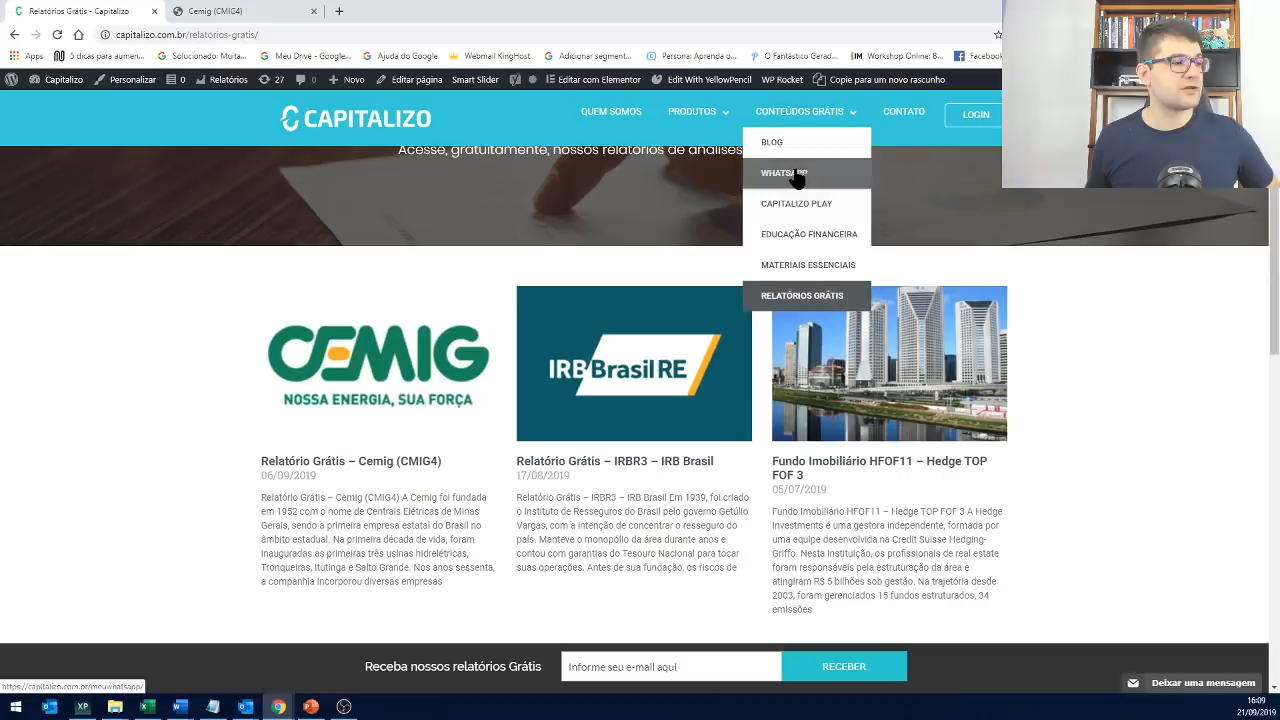 Relatórios Grátis - Capitalizo
Cemig (CMIG4)
capitalizo.com.br/relatorios-gratis/
Apps
5 dicas para aument...
Solucionado: Muita...
Meu Drive - Google...
Ajuda do Google
Webmail KingHost
Adicionar segment...
Persona: Aprenda o...
O Fantástico Gerad...
Workshop Online: B...
Facebook
Capitalizo
Personalizar
0
Relatórios
27
Novo
Editar página
Smart Slider
Editar com Elementor
Edit With YellowPencil
WP Rocket
Copie para um novo rascunho
CAPITALIZO
QUEM SOMOS
PRODUTOS
CONTEÚDOS GRÁTIS
CONTATO
LOGIN
Acesse, gratuitamente, nossos relatórios de análises
BLOG
WHATSAPP
CAPITALIZO PLAY
EDUCAÇÃO FINANCEIRA
MATERIAIS ESSENCIAIS
RELATÓRIOS GRÁTIS
CEMIG
NOSSA ENERGIA, SUA FORÇA
IRBBrasil RE
Relatório Grátis – Cemig (CMIG4)
06/09/2019
Relatório Grátis – Cemig (CMIG4) A Cemig foi fundada
em 1952 com o nome de Centrais Elétricas de Minas
Gerais, sendo a primeira empresa estatal do Brasil no
âmbito estadual. Na primeira década de vida, foram
inauguradas as primeiras três usinas hidrelétricas,
Tronqueiras, Itutinga e Salto Grande. Nos anos sessenta,
a companhia incorporou diversas empresas
Relatório Grátis – IRBR3 – IRB Brasil
17/08/2019
Relatório Grátis – IRBR3 – IRB Brasil Em 1939, foi criado
o Instituto de Resseguros do Brasil pelo governo Getúlio
Vargas, com a intenção de concentrar o resseguro do
país. Manteve o monopólio da área durante anos e
contou com garantias do Tesouro Nacional para tocar
suas operações. Antes de sua fundação, os riscos de
Fundo Imobiliário HFOF11 – Hedge TOP
FOF 3
05/07/2019
Fundo Imobiliário HFOF11 – Hedge TOP FOF 3 A Hedge
Investments é uma gestora independente, formada por
uma equipe desenvolvida na Credit Suisse Hedging-
Griffo. Nesta instituição, os profissionais de real estate
foram responsáveis pela estruturação da área e
atingiram R$ 5 bilhões sob gestão. Na trajetória desde
2003, foram gerenciados 15 fundos estruturados, 34
emissões
Receba nossos relatórios Grátis
Informe seu e-mail aqui
RECEBER
https://capitalizo.com.br/meuwhatsapp/
Deixar uma mensagem
16:09
21/09/2019